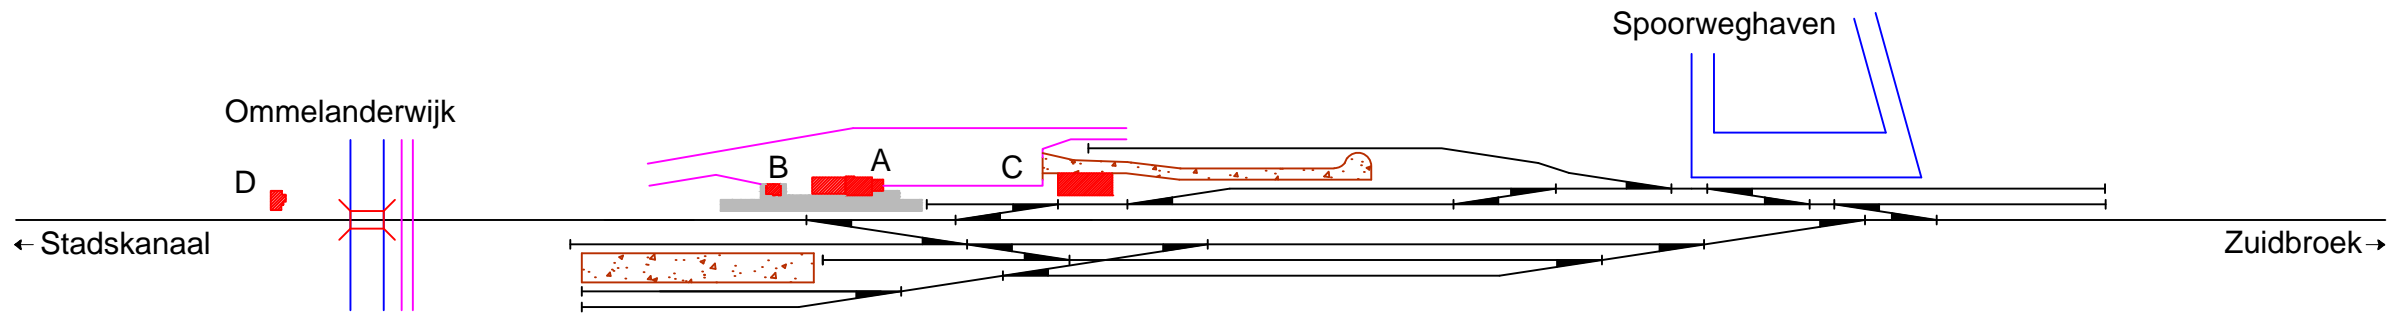 Spoorweghaven
Ommelanderwijk
D
B
A
C
← Stadskanaal
Zuidbroek →